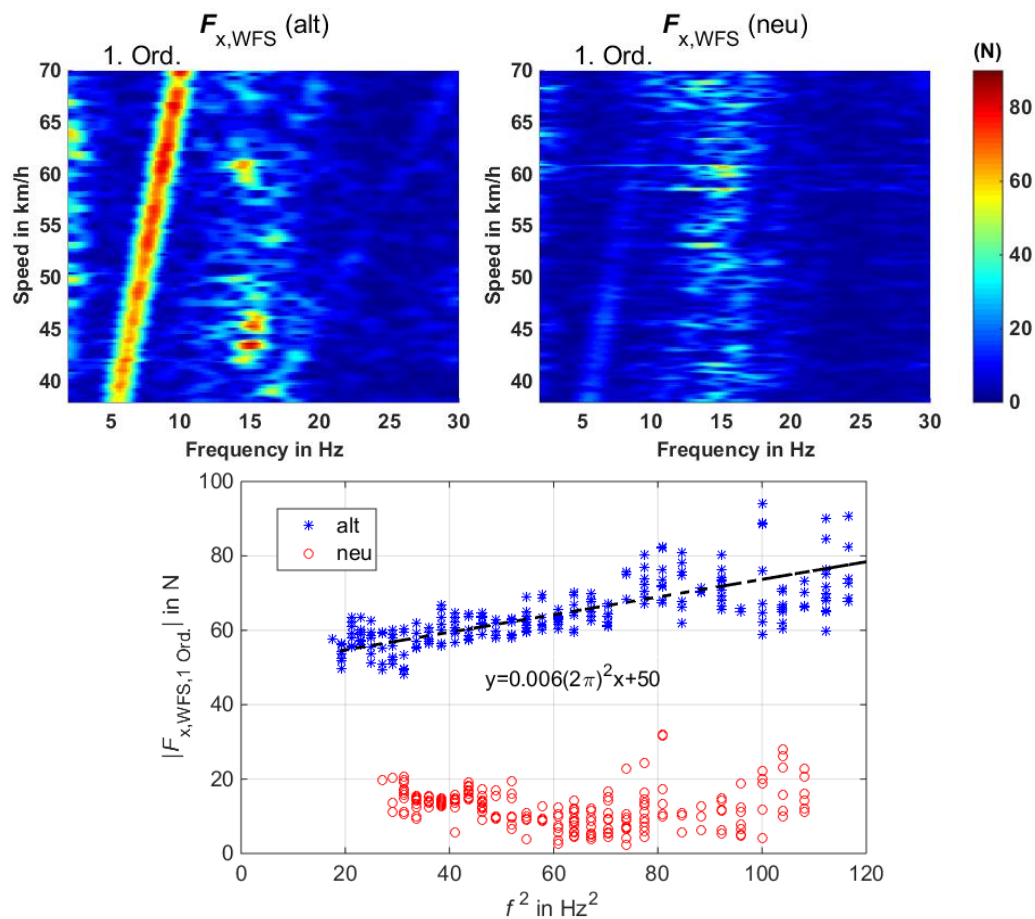 F x,WFS (alt)
1. Ord.
70
65
60
55
50
45
40
Speed in km/h
5 10 15 20 25 30
Frequency in Hz
F x,WFS (neu)
1. Ord.
70
65
60
55
50
45
40
Speed in km/h
5 10 15 20 25 30
Frequency in Hz
(N)
80
60
40
20
0
100
80
60
40
20
0
|F x,WFS,1 Ord.| in N
alt
neu
y=0.006(2π)²x+50
0 20 40 60 80 100 120
f ² in Hz²